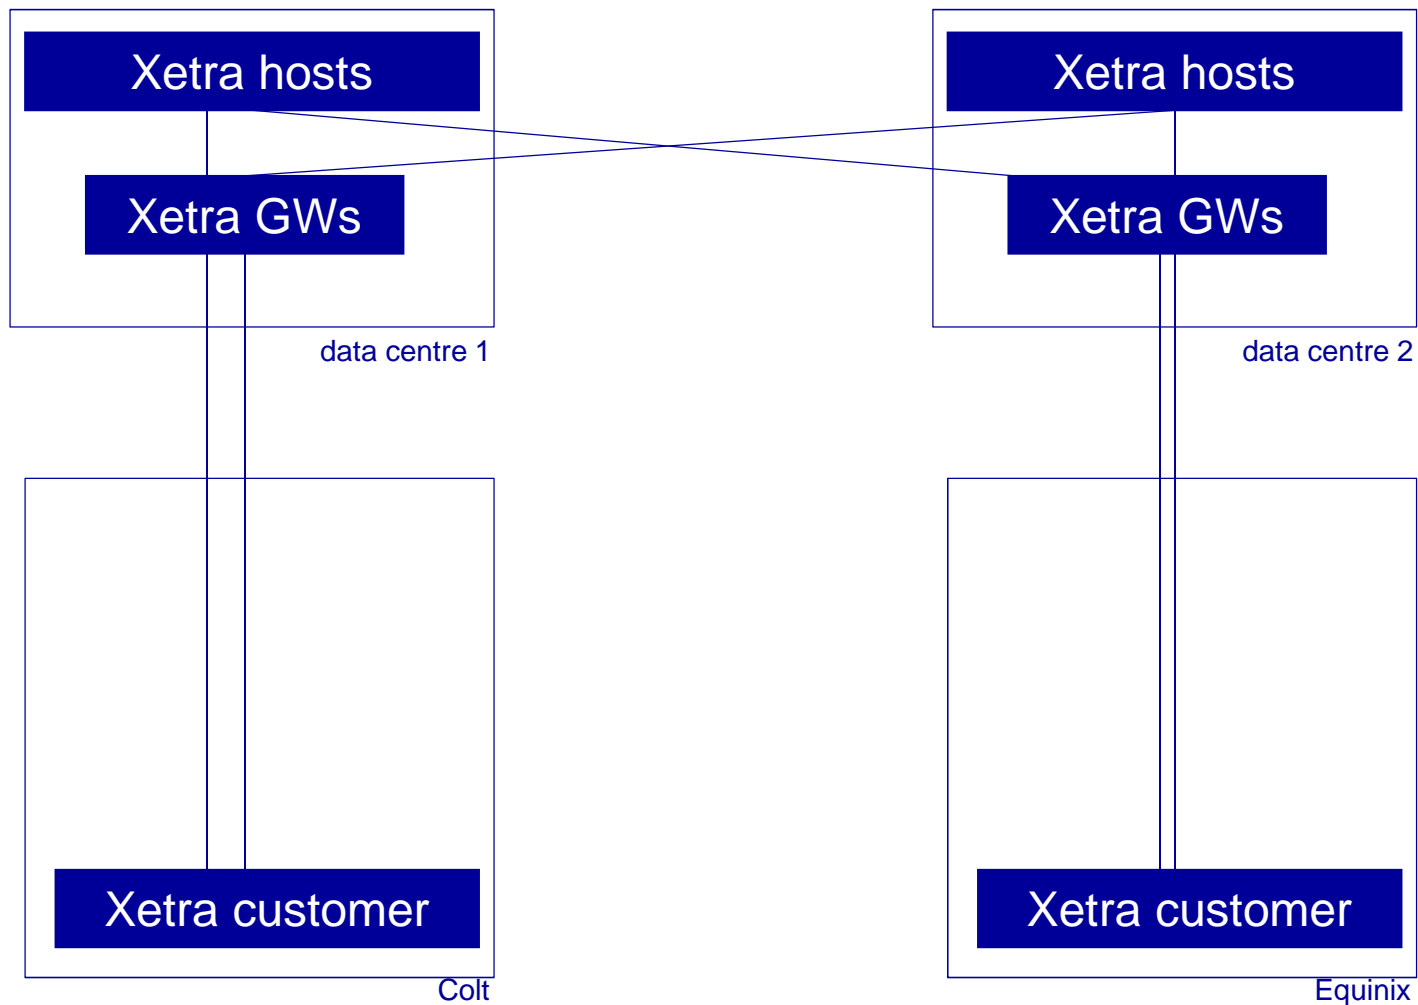 Xetra hosts
Xetra hosts
Xetra GWs
Xetra GWs
data centre 1
data centre 2
Xetra customer
Xetra customer
Colt
Equinix